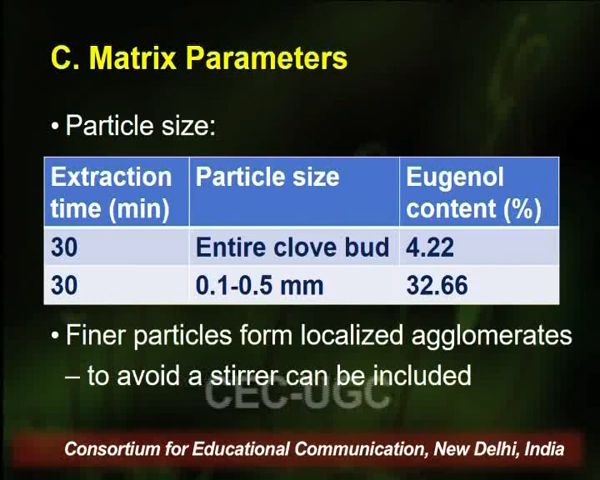 C. Matrix Parameters
• Particle size:
Extraction time (min) Particle size Eugenol content (%)
30 Entire clove bud 4.22
30 0.1-0.5 mm 32.66
• Finer particles form localized agglomerates
– to avoid a stirrer can be included
CEC-UGC
Consortium for Educational Communication, New Delhi, India